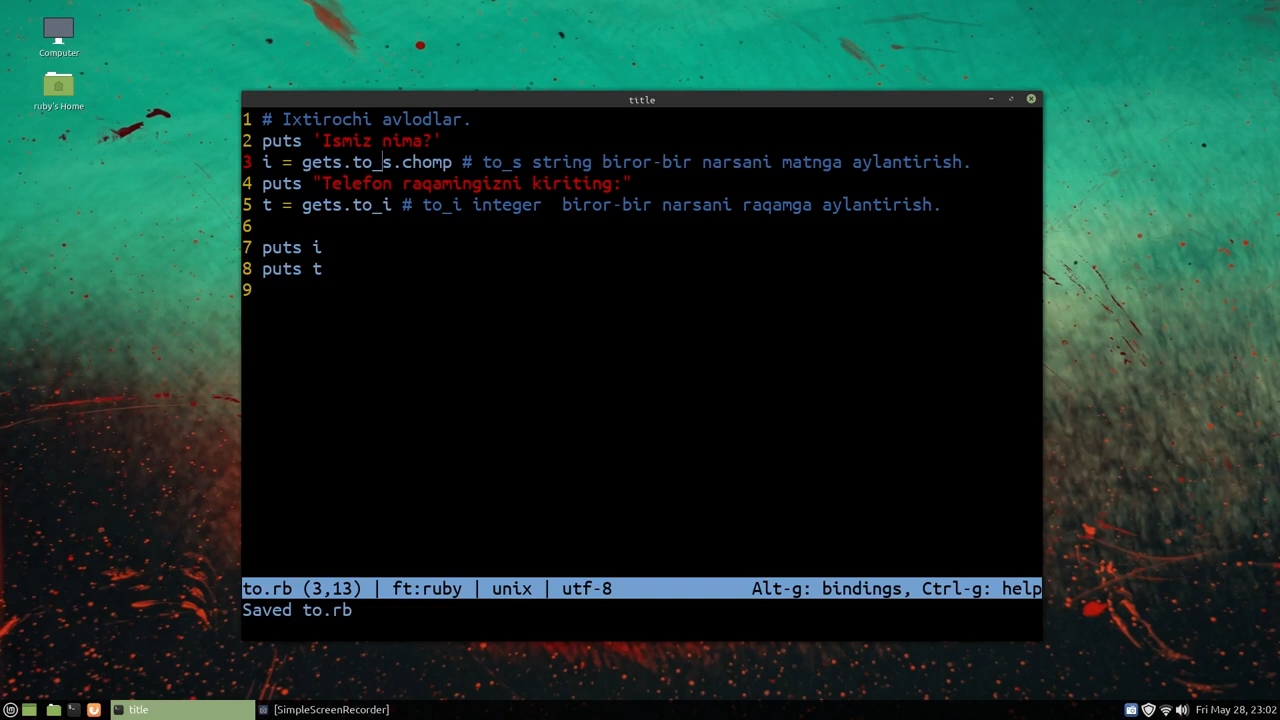 Computer
ruby's Home
title
1 # Ixtirochi avlodlar.
2 puts 'Ismiz nima?'
3 i = gets.to_s.chomp # to_s string biror-bir narsani matnga aylantirish.
4 puts "Telefon raqamingizni kiriting:"
5 t = gets.to_i # to_i integer  biror-bir narsani raqamga aylantirish.
6
7 puts i
8 puts t
9
to.rb (3,13) | ft:ruby | unix | utf-8 Alt-g: bindings, Ctrl-g: help
Saved to.rb
title [SimpleScreenRecorder] Fri May 28, 23:02